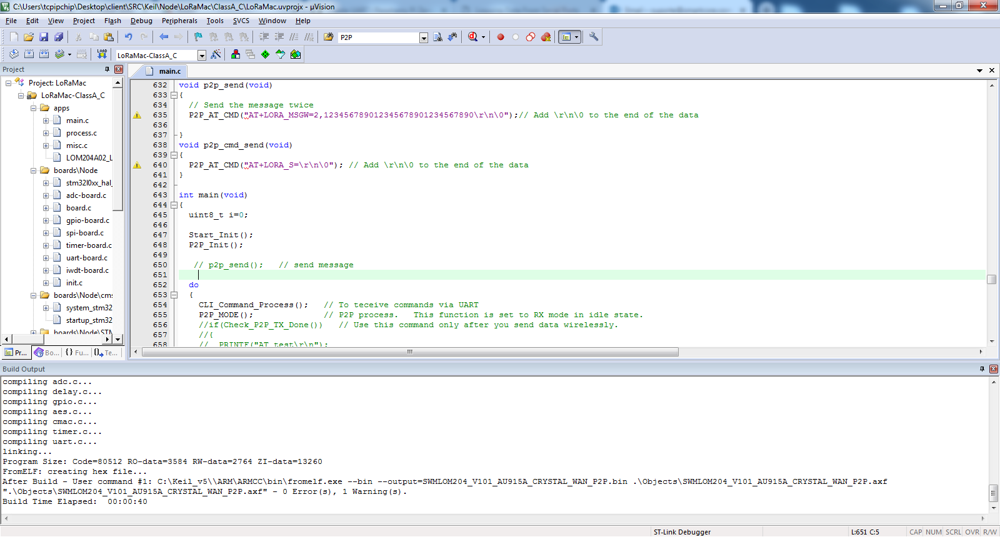 C:\Users\tcpipchip\Desktop\client\SRC\Keil\Node\LoRaMac\ClassA_C\LoRaMac.uvprojx - µVision
File Edit View Project Flash Debug Peripherals Tools SVCS Window Help
P2P
LOAD
LoRaMac-ClassA_C
Project
Project: LoRaMac
LoRaMac-ClassA_C
apps
main.c
process.c
misc.c
LOM204A02_L
boards\Node
stm32l0xx_hal_
adc-board.c
board.c
gpio-board.c
spi-board.c
timer-board.c
uart-board.c
iwdt-board.c
init.c
boards\Node\cms
system_stm32
startup_stm32
boards\Node\STM
Pr... Bo... {} Fu... Te...
main.c
632 void p2p_send(void)
633 {
634 // Send the message twice
635 P2P_AT_CMD("AT+LORA_MSGW=2,123456789012345678901234567890\r\n\0");// Add \r\n\0 to the end of the data
636
637 }
638 void p2p_cmd_send(void)
639 {
640 P2P_AT_CMD("AT+LORA_S=\r\n\0"); // Add \r\n\0 to the end of the data
641 }
642
643 int main(void)
644 {
645 uint8_t i=0;
646
647 Start_Init();
648 P2P_Init();
649
650 // p2p_send(); // send message
651
652 do
653 {
654 CLI_Command_Process(); // To teceive commands via UART
655 P2P_MODE(); // P2P process. This function is set to RX mode in idle state.
656 //if(Check_P2P_TX_Done()) // Use this command only after you send data wirelessly.
657 //{
658 // PRINTF("AT test\r\n");
Build Output
compiling adc.c...
compiling delay.c...
compiling gpio.c...
compiling aes.c...
compiling cmac.c...
compiling timer.c...
compiling uart.c...
linking...
Program Size: Code=80512 RO-data=3584 RW-data=2764 ZI-data=13260
FromELF: creating hex file...
After Build - User command #1: C:\Keil_v5\\ARM\ARMCC\bin\fromelf.exe --bin --output=SWMLOM204_V101_AU915A_CRYSTAL_WAN_P2P.bin .\Objects\SWMLOM204_V101_AU915A_CRYSTAL_WAN_P2P.axf
".\Objects\SWMLOM204_V101_AU915A_CRYSTAL_WAN_P2P.axf" - 0 Error(s), 1 Warning(s).
Build Time Elapsed: 00:00:40
ST-Link Debugger L:651 C:5 CAP NUM SCRL OVR R/W